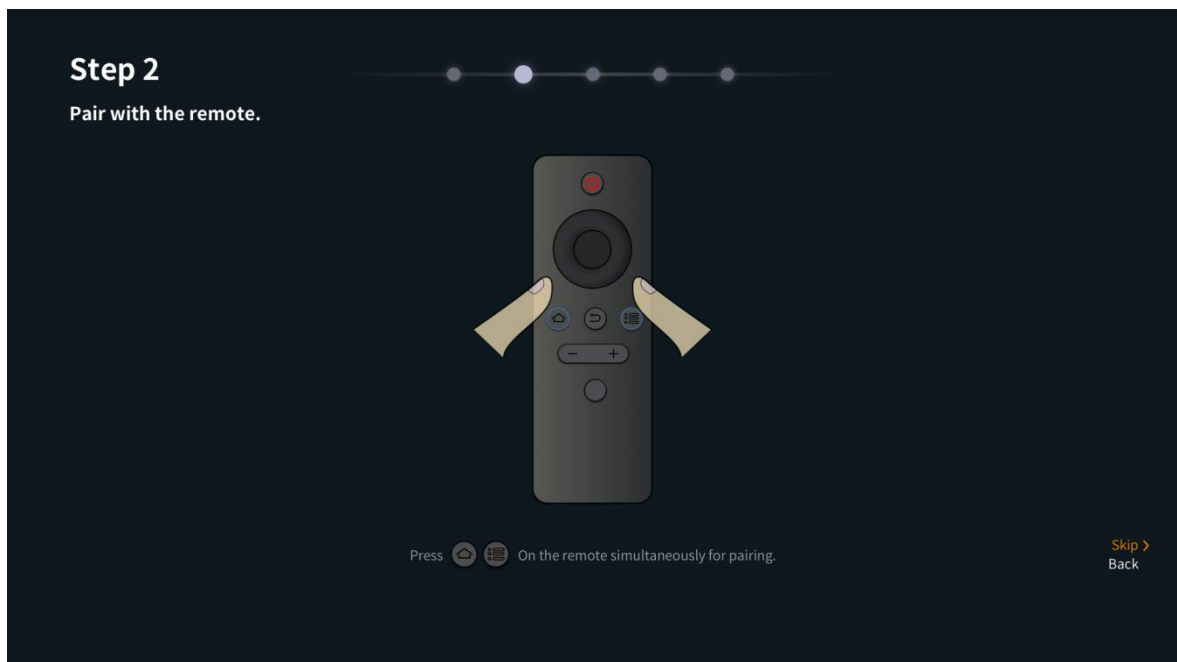 Step 2
Pair with the remote.
Press On the remote simultaneously for pairing.
Skip >
Back